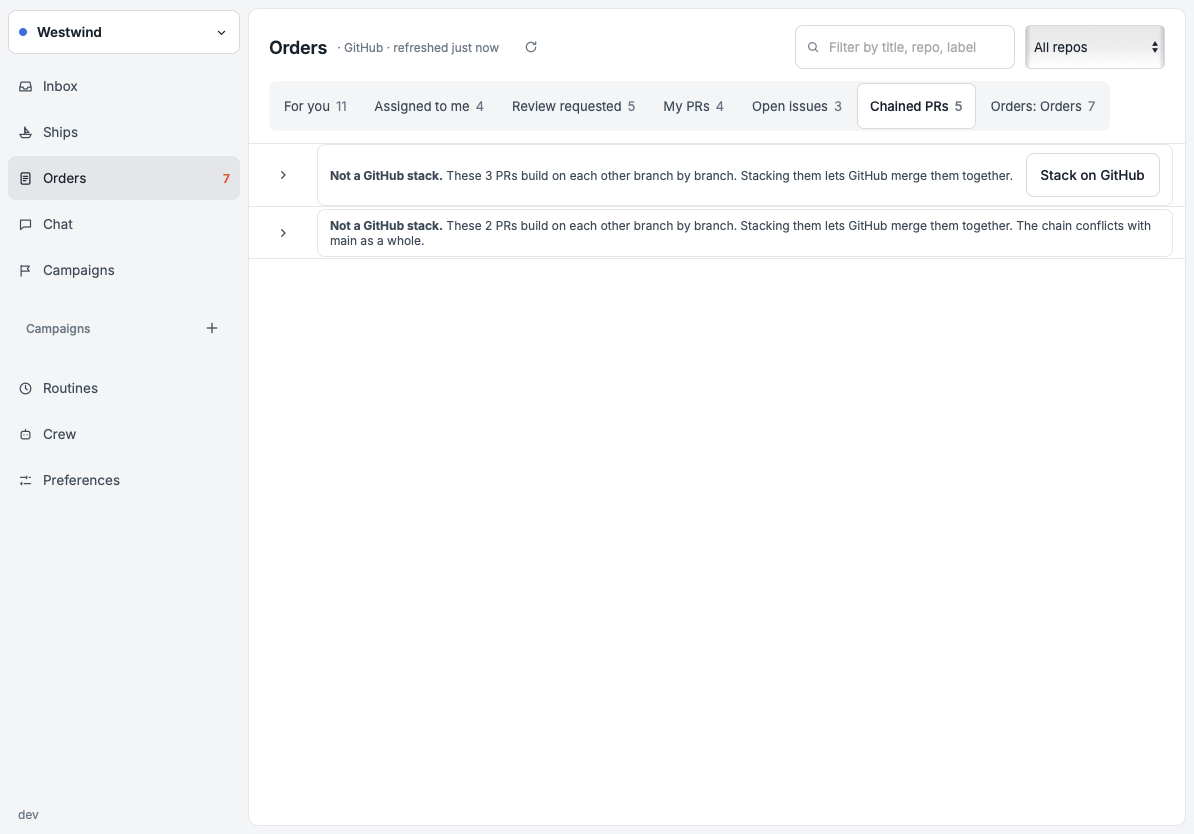 Westwind
Orders · GitHub · refreshed just now
Filter by title, repo, label
All repos
Inbox
Ships
Orders 7
Chat
Campaigns
Campaigns
Routines
Crew
Preferences
dev
For you 11 Assigned to me 4 Review requested 5 My PRs 4 Open issues 3 Chained PRs 5 Orders: Orders 7
Not a GitHub stack. These 3 PRs build on each other branch by branch. Stacking them lets GitHub merge them together.
Stack on GitHub
Not a GitHub stack. These 2 PRs build on each other branch by branch. Stacking them lets GitHub merge them together. The chain conflicts with
main as a whole.